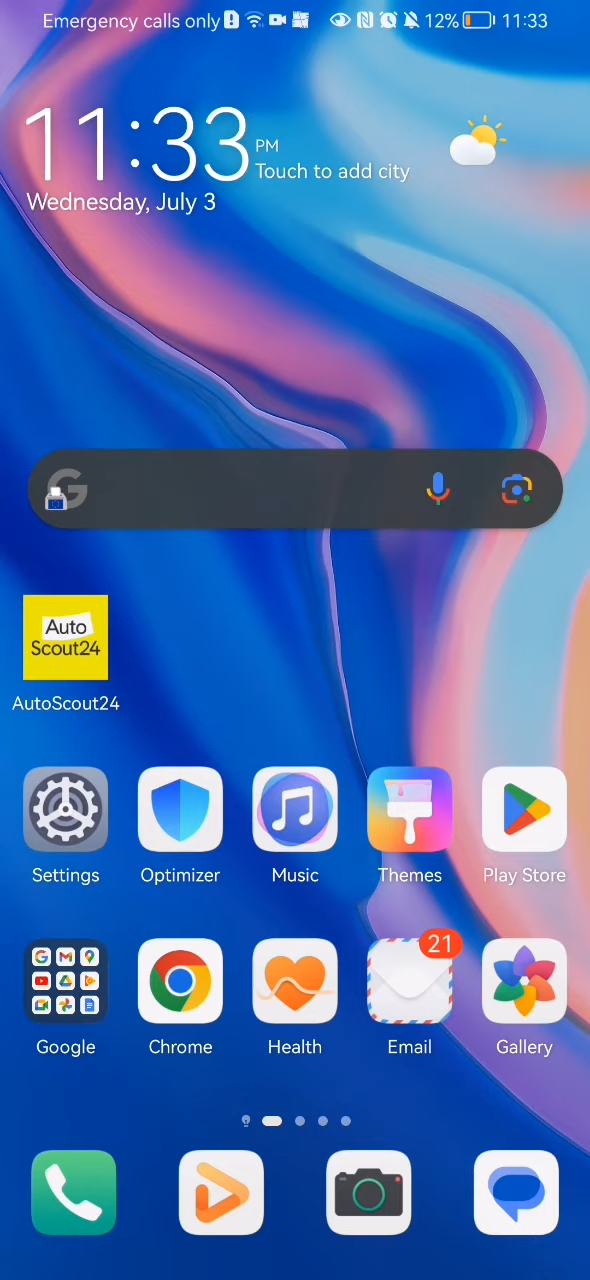 Emergency calls only 12% 11:33
11:33 PM
Touch to add city
Wednesday, July 3
Auto
Scout24
AutoScout24
Settings Optimizer Music Themes Play Store
21
Google Chrome Health Email Gallery